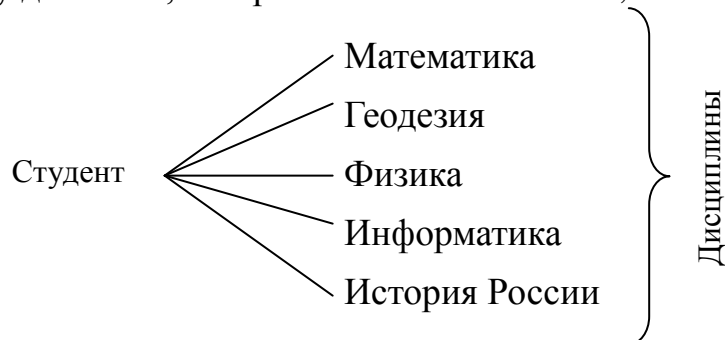 Математика
Геодезия
Студент
Физика
Информатика
История России
Дисциплины